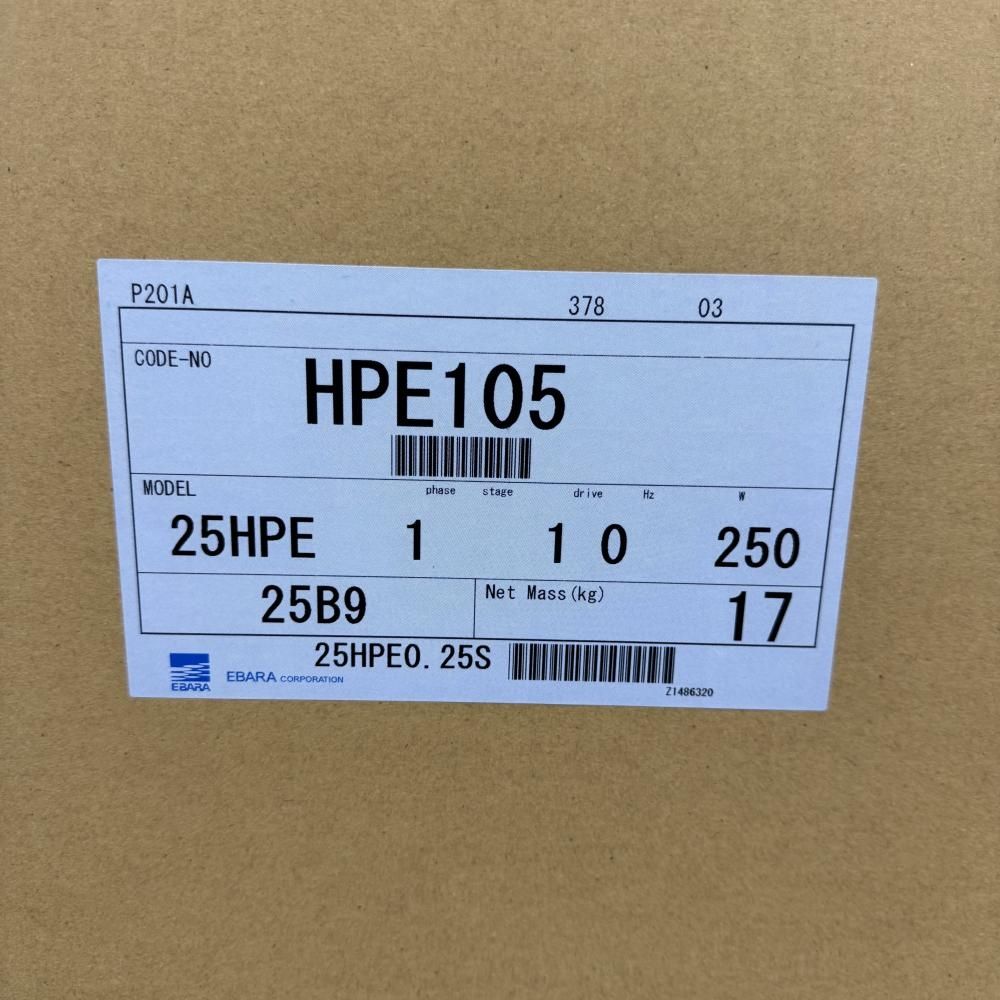 P201A 378 03
CODE-NO
HPE105
MODEL phase stage drive Hz W
25HPE 1 1 0 250
25B9 Net Mass(kg) 17
25HPE0.25S
EBARA EBARA CORPORATION
Z1486320